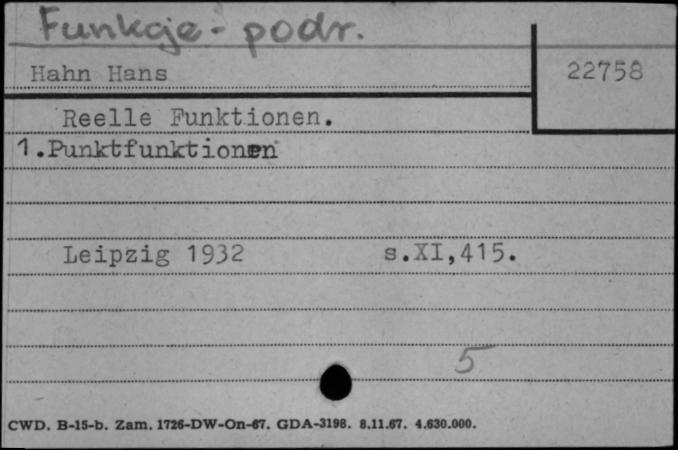 Funkcje - podr.
Hahn Hans 22758
Reelle Funktionen.
1.Punktfunktionen
Leipzig 1932 s.XI,415.
5
CWD. B-15-b. Zam. 1726-DW-On-67. GDA-3198. 8.11.67. 4.630.000.